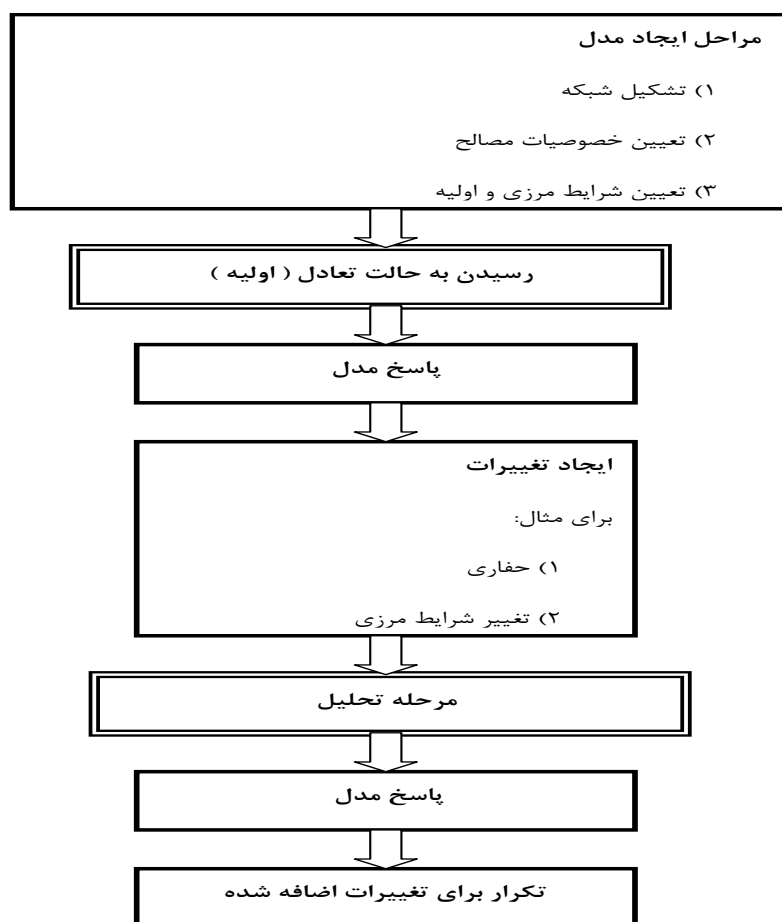 مراحل ایجاد مدل
۱) تشکیل شبکه
۲) تعیین خصوصیات مصالح
۳) تعیین شرایط مرزی و اولیه
رسیدن به حالت تعادل ( اولیه )
پاسخ مدل
ایجاد تغییرات
برای مثال:
۱) حفاری
۲) تغییر شرایط مرزی
مرحله تحلیل
پاسخ مدل
تکرار برای تغییرات اضافه شده